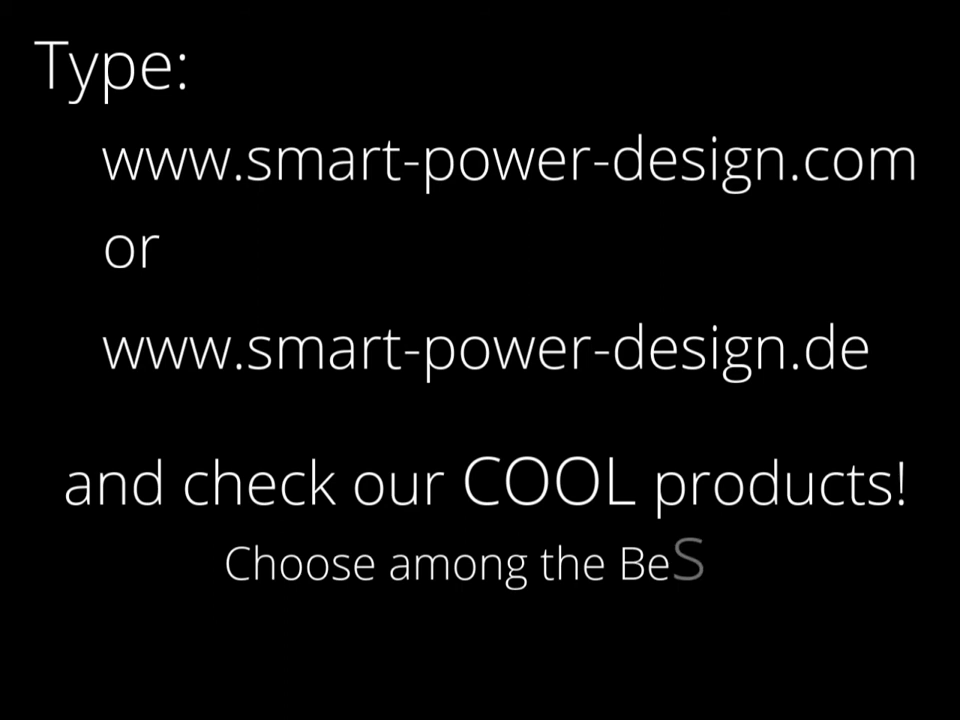 Type:
www.smart-power-design.com
or
www.smart-power-design.de
and check our COOL products!
Choose among the BeS